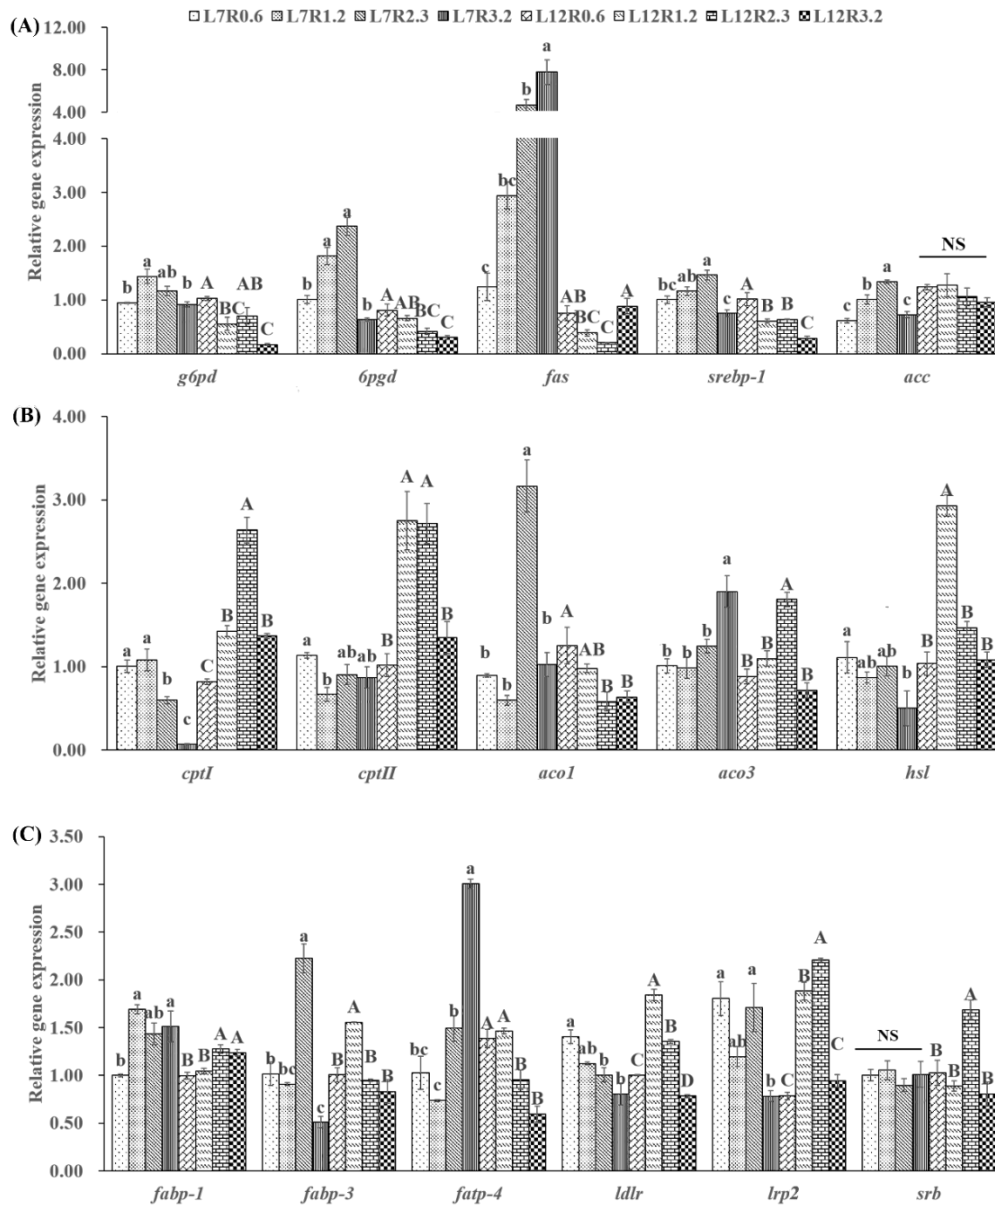 (A)
L7R0.6 L7R1.2 L7R2.3 L7R3.2 L12R0.6 L12R1.2 L12R2.3 L12R3.2
12.00
8.00
4.00
4.00
3.00
2.00
1.00
0.00
Relative gene expression
b a ab b A BC AB C
b a a b A AB BC C
c bc b a AB BC C A
bc ab a b A B B C
c b a c NS
g6pd 6pgd fas srebp-1 acc
(B)
4.00
3.00
2.00
1.00
0.00
Relative gene expression
a a b c C B A B
a b ab ab B A A B
b b a b A AB B B
b b b a B B A B
a ab ab b B A B B
cptI cptII aco1 aco3 hsl
(C)
3.50
3.00
2.50
2.00
1.50
1.00
0.50
0.00
Relative gene expression
b a ab a B B A A
b bc a c B A B B
bc c b a A A B B
a ab b b C A B D
a ab a b C B A C
NS B B A B
fabp-1 fabp-3 fatp-4 ldlr lrp2 srb